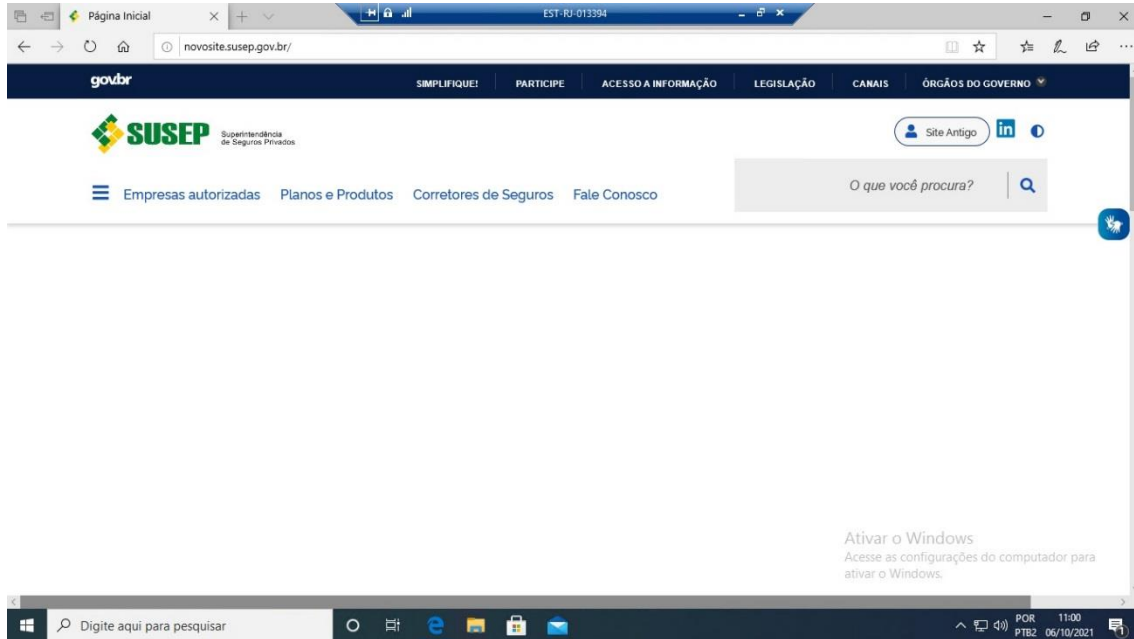 Página Inicial
EST-RJ-013394
novosite.susep.gov.br/
gov.br
SIMPLIFIQUE! PARTICIPE ACESSO A INFORMAÇÃO LEGISLAÇÃO CANAIS ÓRGÃOS DO GOVERNO
SUSEP
Superintendência
de Seguros Privados
Site Antigo
in
Empresas autorizadas Planos e Produtos Corretores de Seguros Fale Conosco
O que você procura?
Ativar o Windows
Acesse as configurações do computador para
ativar o Windows.
Digite aqui para pesquisar
POR 11:00
PTB2 06/10/2021
1